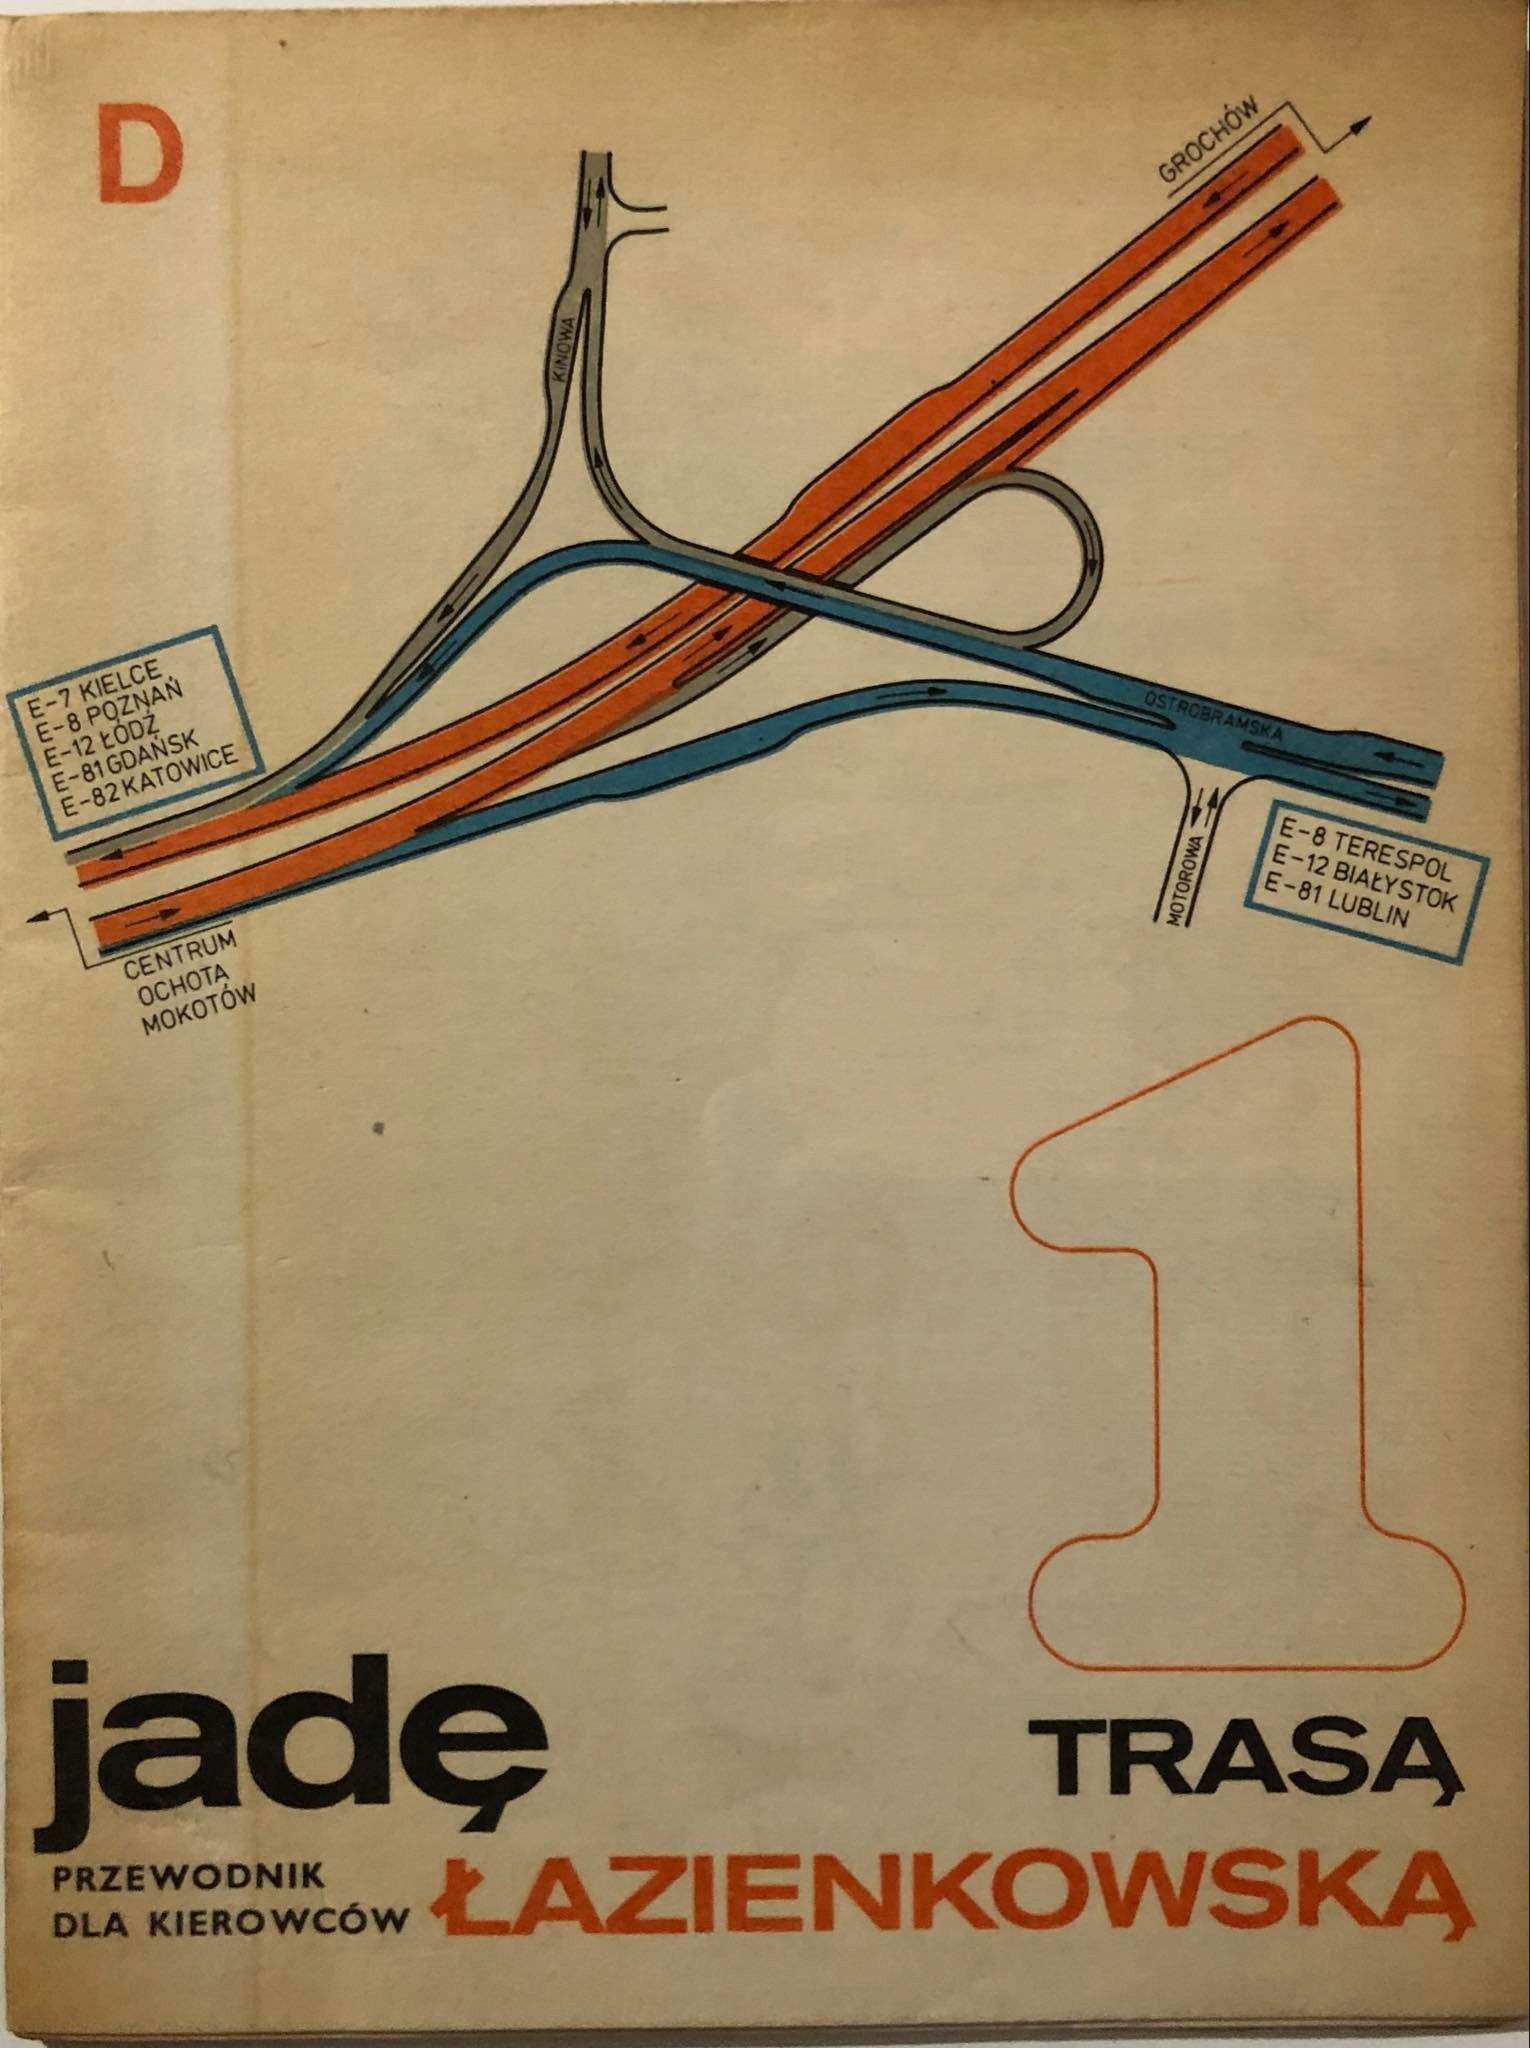 D
GROCHÓW
KINOWA
E-7 KIELCE
E-8 POZNAŃ
E-12 ŁÓDŹ
E-81 GDAŃSK
E-82 KATOWICE
OSTROBRAMSKA
MOTOROWA
E-8 TERESPOL
E-12 BIAŁYSTOK
E-81 LUBLIN
CENTRUM
OCHOTA
MOKOTÓW
1
jadę
TRASĄ
PRZEWODNIK
DLA KIEROWCÓW
ŁAZIENKOWSKĄ